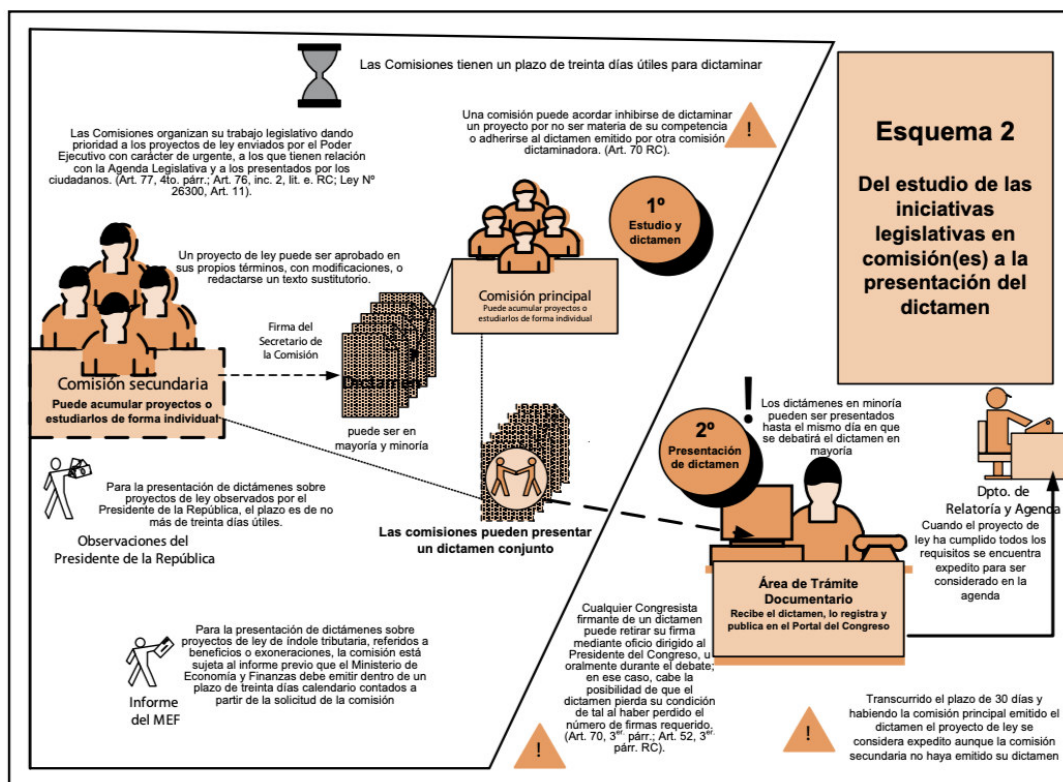 Las Comisiones tienen un plazo de treinta días útiles para dictaminar
Las Comisiones organizan su trabajo legislativo dando
prioridad a los proyectos de ley enviados por el Poder
Ejecutivo con carácter de urgente, a los que tienen relación
con la Agenda Legislativa y a los presentados por los
ciudadanos. (Art. 77, 4to. párr.; Art. 76, inc. 2, lit. e. RC; Ley Nº
26300, Art. 11).
Una comisión puede acordar inhibirse de dictaminar
un proyecto por no ser materia de su competencia
o adherirse al dictamen emitido por otra comisión
dictaminadora. (Art. 70 RC).
!
1º
Estudio y
dictamen
Un proyecto de ley puede ser aprobado en
sus propios términos, con modificaciones, o
redactarse un texto sustitutorio.
Comisión principal
Puede acumular proyectos o
estudiarlos de forma individual
Firma del
Secretario de
la Comisión
Dictamen
puede ser en
mayoría y minoría
Comisión secundaria
Puede acumular proyectos o
estudiarlos de forma individual
Para la presentación de dictámenes sobre
proyectos de ley observados por el
Presidente de la República, el plazo es de no
más de treinta días útiles.
Observaciones del
Presidente de la República
Las comisiones pueden presentar
un dictamen conjunto
Para la presentación de dictámenes sobre
proyectos de ley de índole tributaria, referidos a
beneficios o exoneraciones, la comisión está
sujeta al informe previo que el Ministerio de
Economía y Finanzas debe emitir dentro de un
plazo de treinta días calendario contados a
partir de la solicitud de la comisión
Informe
del MEF
Esquema 2
Del estudio de las
iniciativas
legislativas en
comisión(es) a la
presentación del
dictamen
2º
Presentación
de dictamen
!
Los dictámenes en minoría
pueden ser presentados
hasta el mismo día en que
se debatirá el dictamen en
mayoría
Dpto. de
Relatoría y Agenda
Cuando el proyecto de
ley ha cumplido todos los
requisitos se encuentra
expedito para ser
considerado en la
agenda
Área de Trámite
Documentario
Recibe el dictamen, lo registra y
publica en el Portal del Congreso
Cualquier Congresista
firmante de un dictamen
puede retirar su firma
mediante oficio dirigido al
Presidente del Congreso, u
oralmente durante el debate;
en ese caso, cabe la
posibilidad de que el
dictamen pierda su condición
de tal al haber perdido el
número de firmas requerido.
(Art. 70, 3er. párr.; Art. 52, 3er.
párr. RC).
!
!
Transcurrido el plazo de 30 días y
habiendo la comisión principal emitido el
dictamen el proyecto de ley se
considera expedito aunque la comisión
secundaria no haya emitido su dictamen